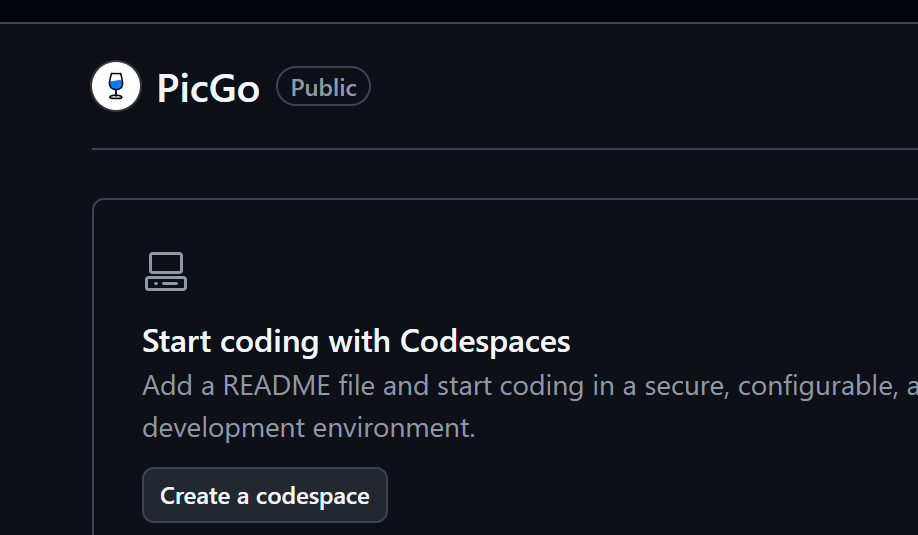 PicGo Public
Start coding with Codespaces
Add a README file and start coding in a secure, configurable,
development environment.
Create a codespace